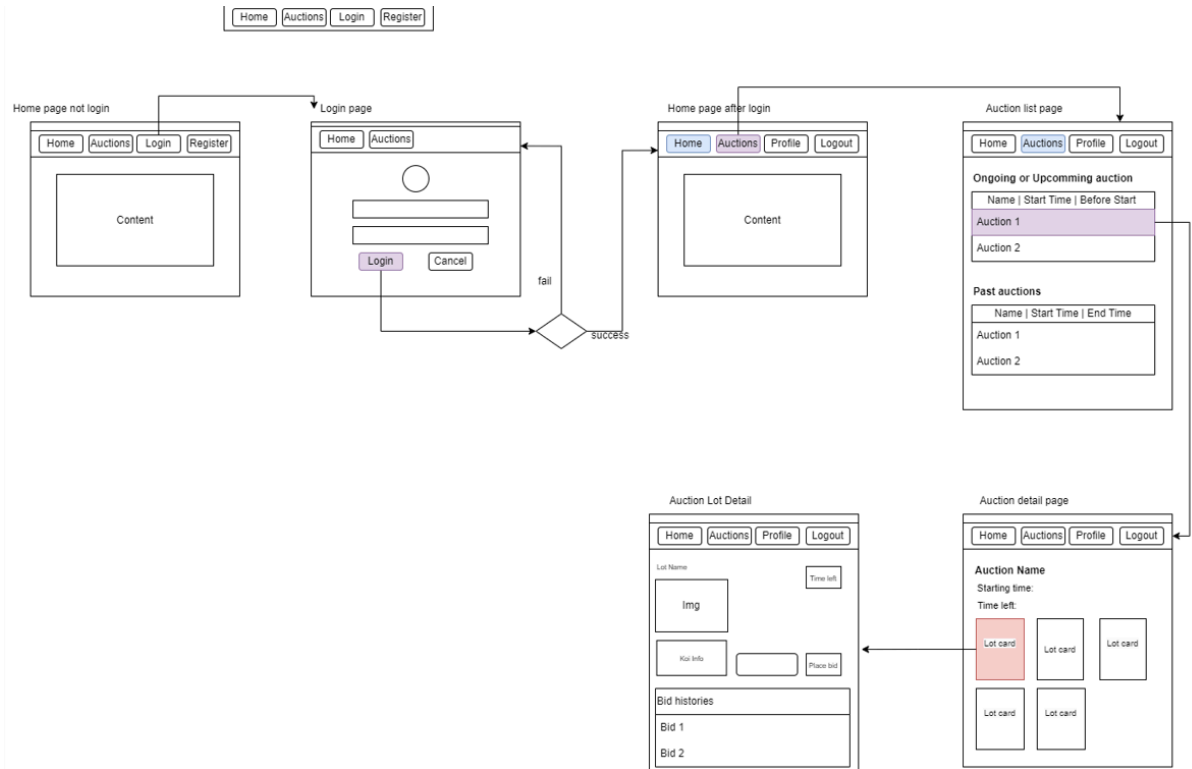 Home Auctions Login Register
Home page not login
Home Auctions Login Register
Content
Login page
Home Auctions
Login Cancel
fail
success
Home page after login
Home Auctions Profile Logout
Content
Auction list page
Home Auctions Profile Logout
Ongoing or Upcomming auction
Name | Start Time | Before Start
Auction 1
Auction 2
Past auctions
Name | Start Time | End Time
Auction 1
Auction 2
Auction Lot Detail
Home Auctions Profile Logout
Lot Name
Time left
Img
Koi Info
Place bid
Bid histories
Bid 1
Bid 2
Auction detail page
Home Auctions Profile Logout
Auction Name
Starting time:
Time left:
Lot card Lot card Lot card
Lot card Lot card